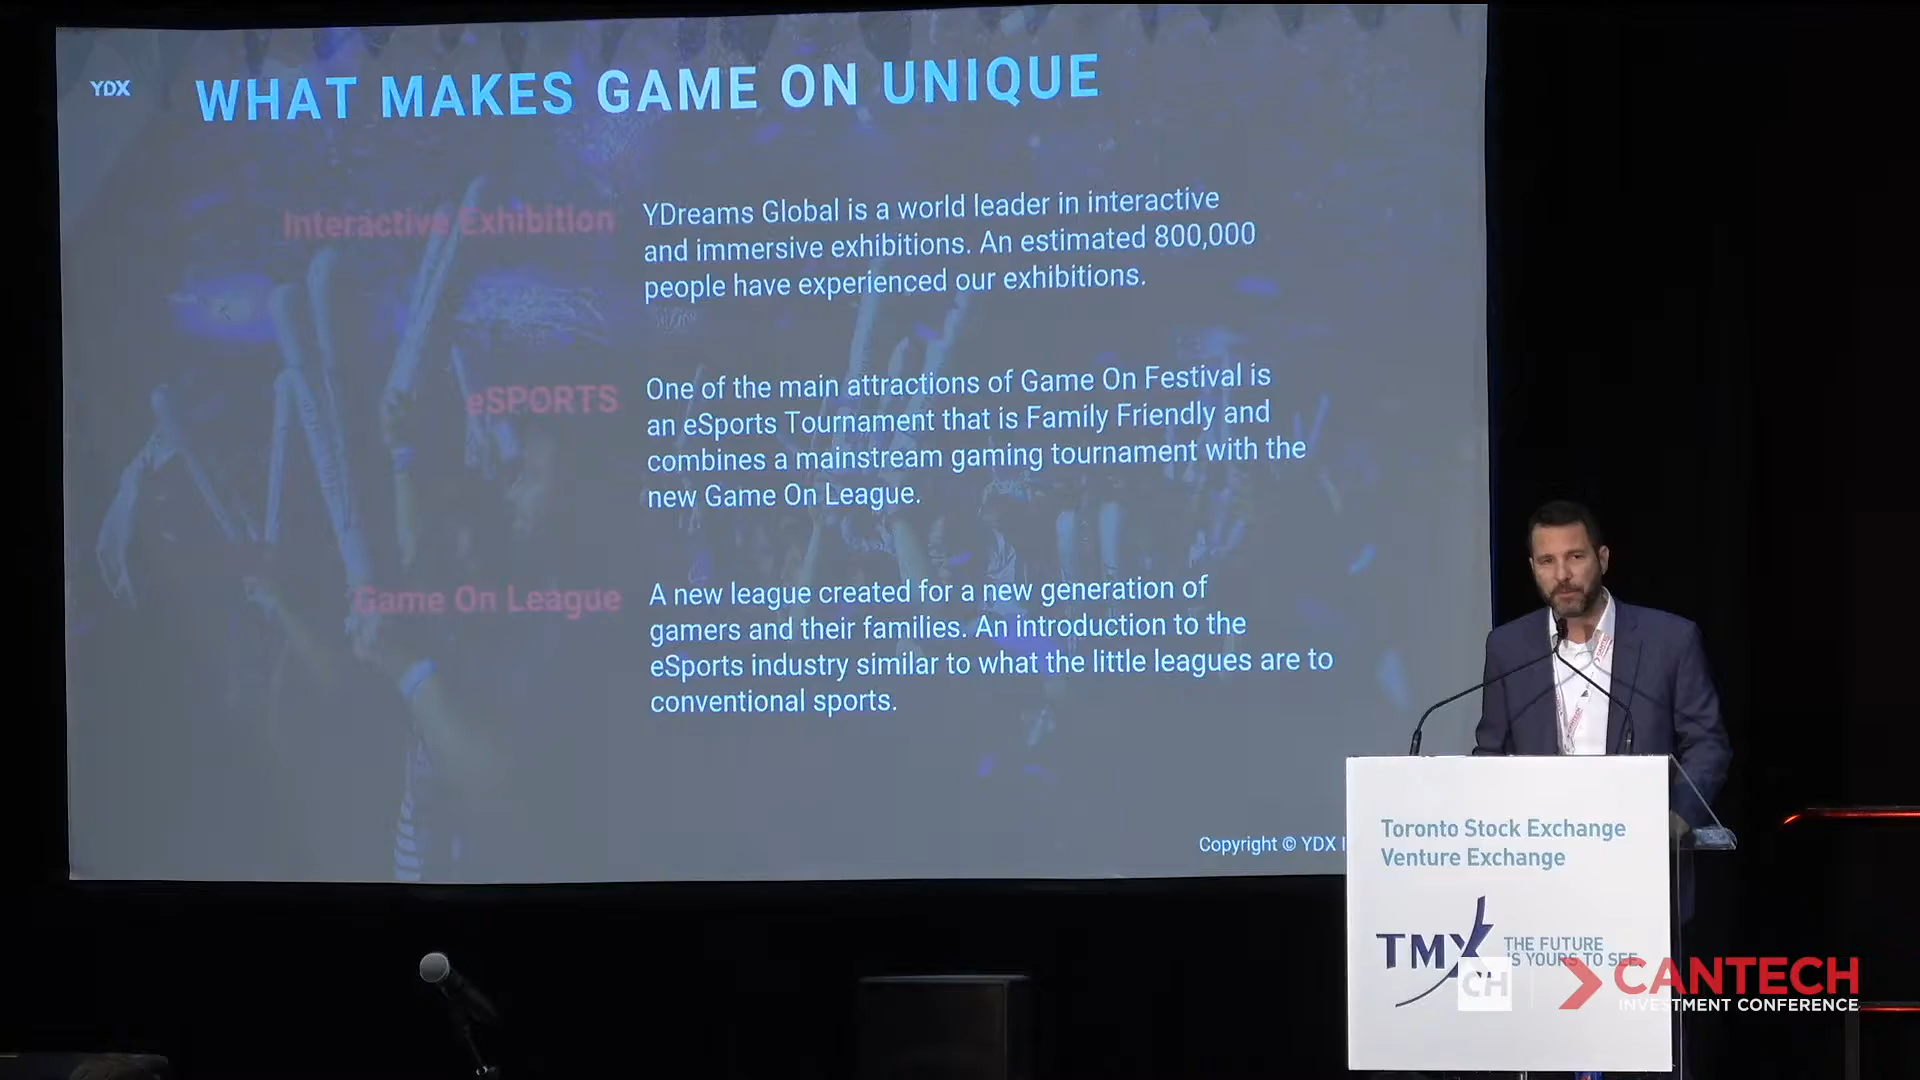 YDX
WHAT MAKES GAME ON UNIQUE
Interactive Exhibition
YDreams Global is a world leader in interactive
and immersive exhibitions. An estimated 800,000
people have experienced our exhibitions.
eSPORTS
One of the main attractions of Game On Festival is
an eSports Tournament that is Family Friendly and
combines a mainstream gaming tournament with the
new Game On League.
Game On League
A new league created for a new generation of
gamers and their families. An introduction to the
eSports industry similar to what the little leagues are to
conventional sports.
Copyright © YDX
Toronto Stock Exchange
Venture Exchange
TMX
THE FUTURE
IS YOURS TO SEE.
CH
CANTECH
INVESTMENT CONFERENCE